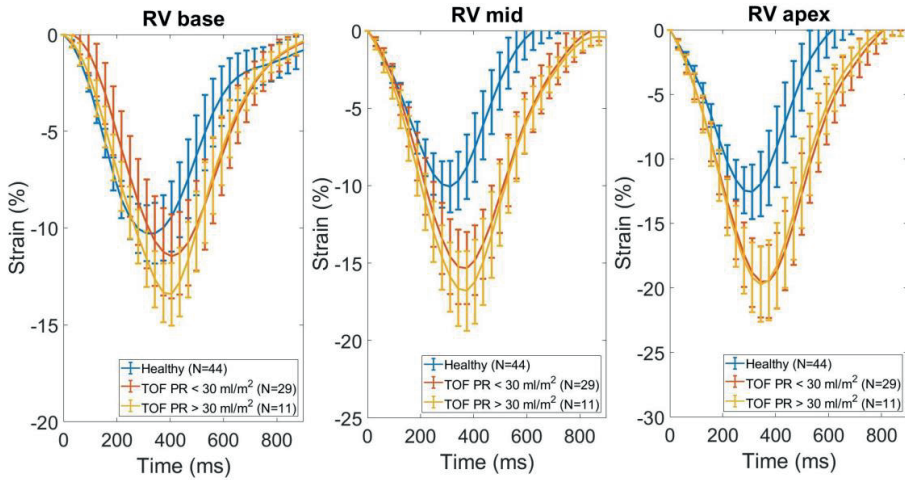 RV base
0
-5
-10
-15
-20
Strain (%)
0 200 400 600 800
Time (ms)
Healthy (N=44)
TOF PR < 30 ml/m² (N=29)
TOF PR > 30 ml/m² (N=11)
RV mid
0
-5
-10
-15
-20
-25
Strain (%)
0 200 400 600 800
Time (ms)
Healthy (N=44)
TOF PR < 30 ml/m² (N=29)
TOF PR > 30 ml/m² (N=11)
RV apex
0
-5
-10
-15
-20
-25
-30
Strain (%)
0 200 400 600 800
Time (ms)
Healthy (N=44)
TOF PR < 30 ml/m² (N=29)
TOF PR > 30 ml/m² (N=11)